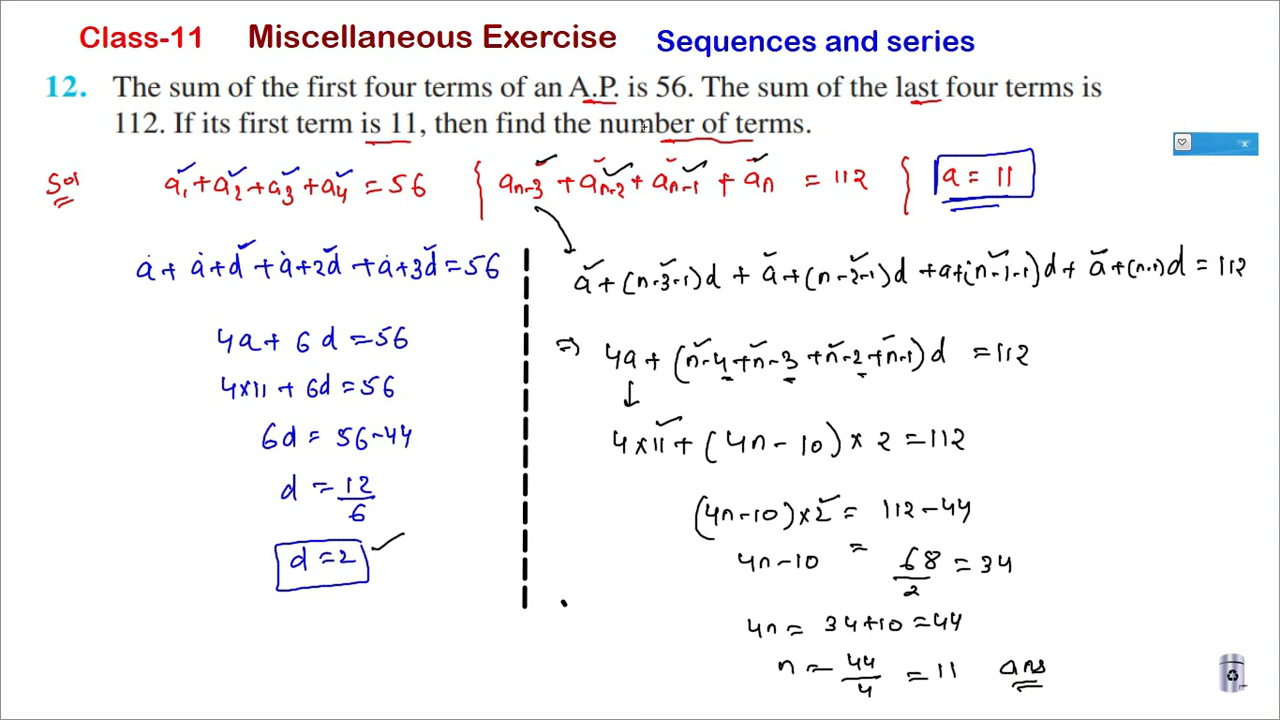 Class-11 Miscellaneous Exercise Sequences and series
12. The sum of the first four terms of an A.P. is 56. The sum of the last four terms is
112. If its first term is 11, then find the number of terms.
Sol a₁ + a₂ + a₃ + a₄ = 56 { aₙ₋₃ + aₙ₋₂ + aₙ₋₁ + aₙ = 112 { a = 11
a + a+d + a+2d + a+3d = 56
4a + 6d = 56
4×11 + 6d = 56
6d = 56-44
d = 12/6
d = 2
a + (n-3-1)d + a + (n-2-1)d + a+(n-1-1)d + a+(n-1)d = 112
⇒ 4a + (n-4+n-3+n-2+n-1)d = 112
4×11 + (4n-10)×2 = 112
(4n-10)×2 = 112-44
4n-10 = 68/2 = 34
4n = 34+10 = 44
n = 44/4 = 11 ans